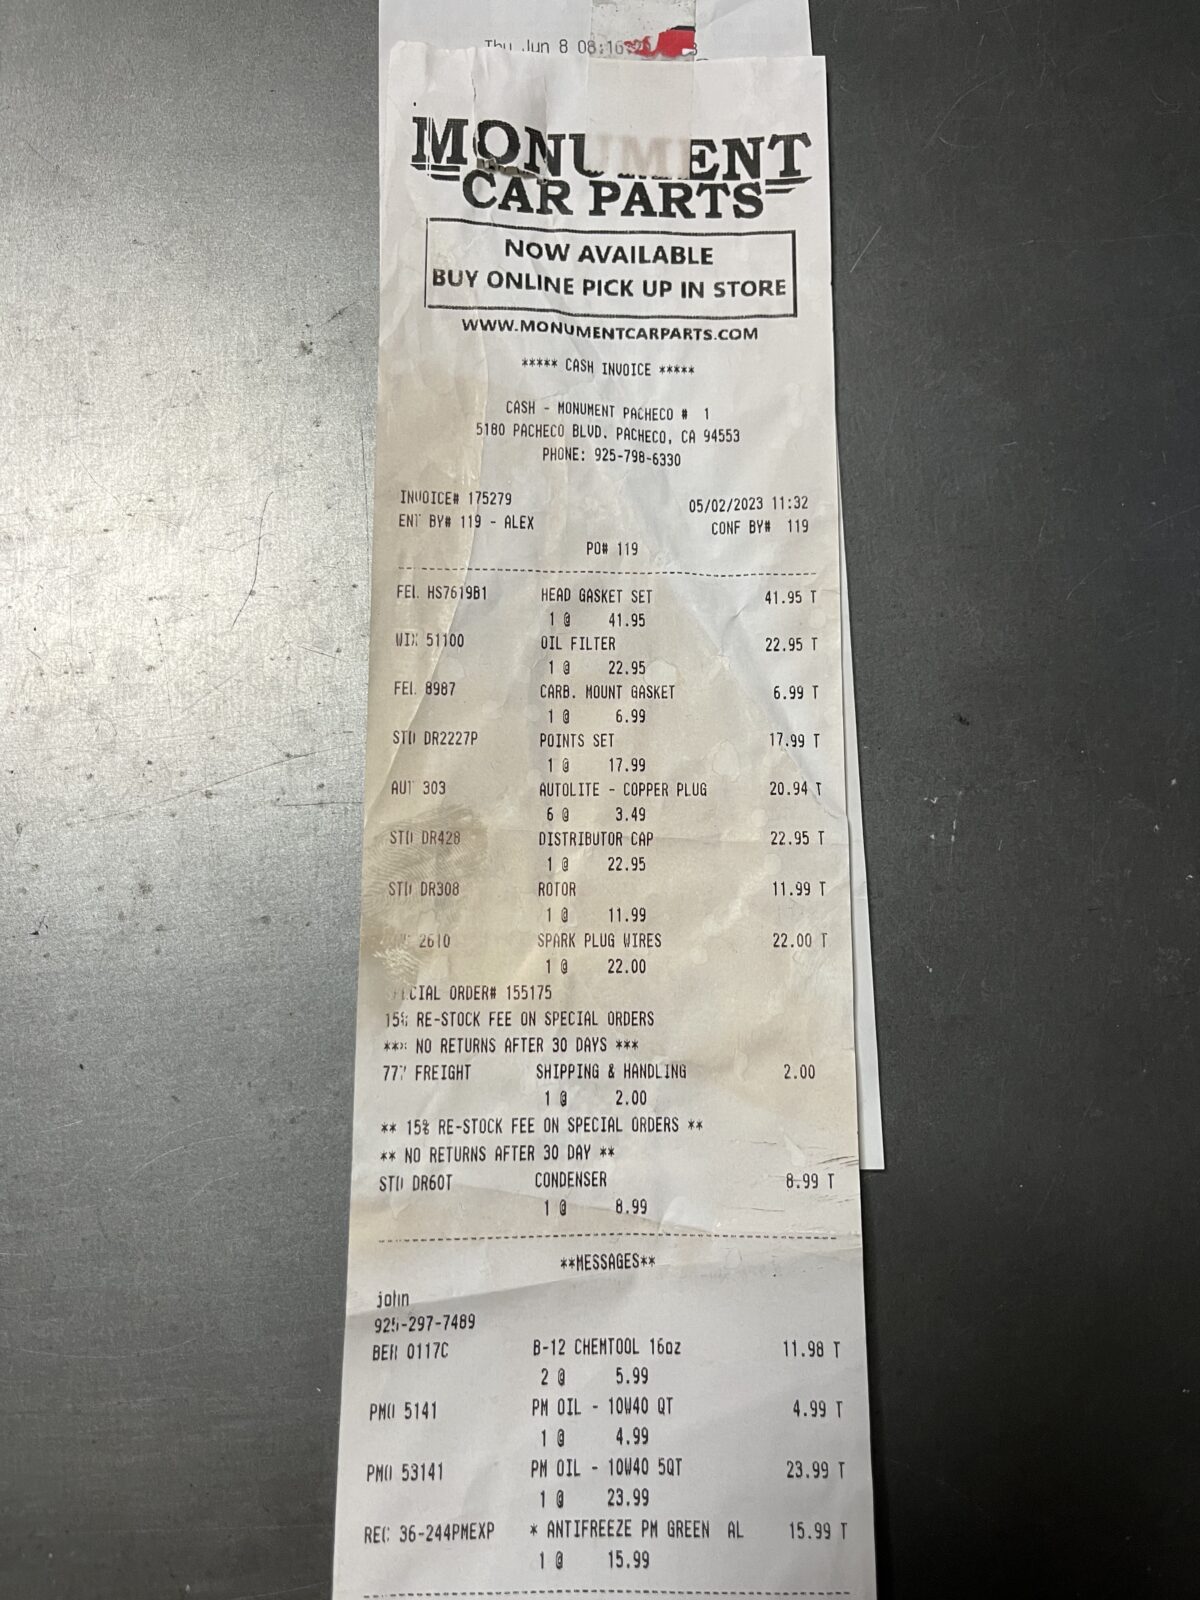 Thu Jun 8 08:16
MONUMENT
CAR PARTS
NOW AVAILABLE
BUY ONLINE PICK UP IN STORE
WWW.MONUMENTCARPARTS.COM
***** CASH INVOICE *****
CASH - MONUMENT PACHECO # 1
5180 PACHECO BLVD. PACHECO, CA 94553
PHONE: 925-798-6330
INVOICE# 175279 05/02/2023 11:32
ENT BY# 119 - ALEX CONF BY# 119
PO# 119
FEL HS7619B1 HEAD GASKET SET 41.95 T
1 @ 41.95
WIX 51100 OIL FILTER 22.95 T
1 @ 22.95
FEL 8987 CARB. MOUNT GASKET 6.99 T
1 @ 6.99
STD DR2227P POINTS SET 17.99 T
1 @ 17.99
AUT 303 AUTOLITE - COPPER PLUG 20.94 T
6 @ 3.49
STD DR428 DISTRIBUTOR CAP 22.95 T
1 @ 22.95
STD DR308 ROTOR 11.99 T
1 @ 11.99
2610 SPARK PLUG WIRES 22.00 T
1 @ 22.00
SPECIAL ORDER# 155175
15% RE-STOCK FEE ON SPECIAL ORDERS
*** NO RETURNS AFTER 30 DAYS ***
777 FREIGHT SHIPPING & HANDLING 2.00
1 @ 2.00
** 15% RE-STOCK FEE ON SPECIAL ORDERS **
** NO RETURNS AFTER 30 DAY **
STD DR60T CONDENSER 8.99 T
1 @ 8.99
**MESSAGES**
john
925-297-7489
BER 0117C B-12 CHEMTOOL 16oz 11.98 T
2 @ 5.99
PMO 5141 PM OIL - 10W40 QT 4.99 T
1 @ 4.99
PMO 53141 PM OIL - 10W40 5QT 23.99 T
1 @ 23.99
REC 36-244PMEXP * ANTIFREEZE PM GREEN AL 15.99 T
1 @ 15.99